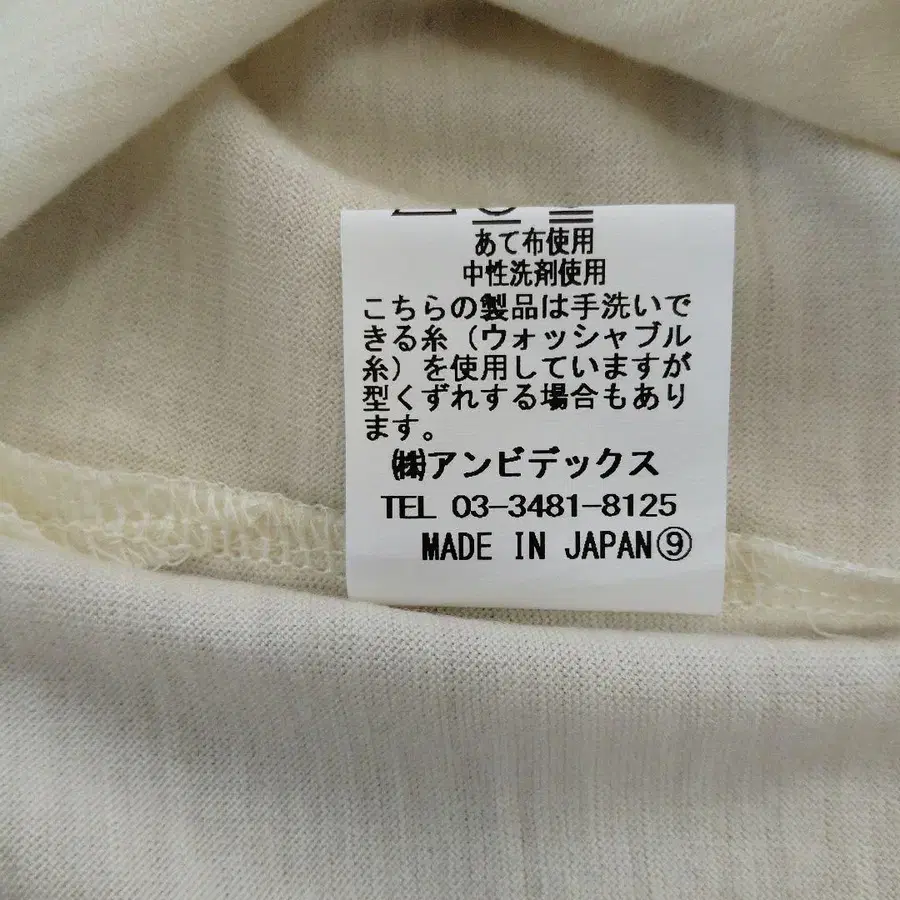 あて布使用
中性洗剤使用
こちらの製品は手洗いで
きる糸（ウォッシャブル
糸）を使用していますが
型くずれする場合もあり
ます。
㈱アンビデックス
TEL 03-3481-8125
MADE IN JAPAN⑨